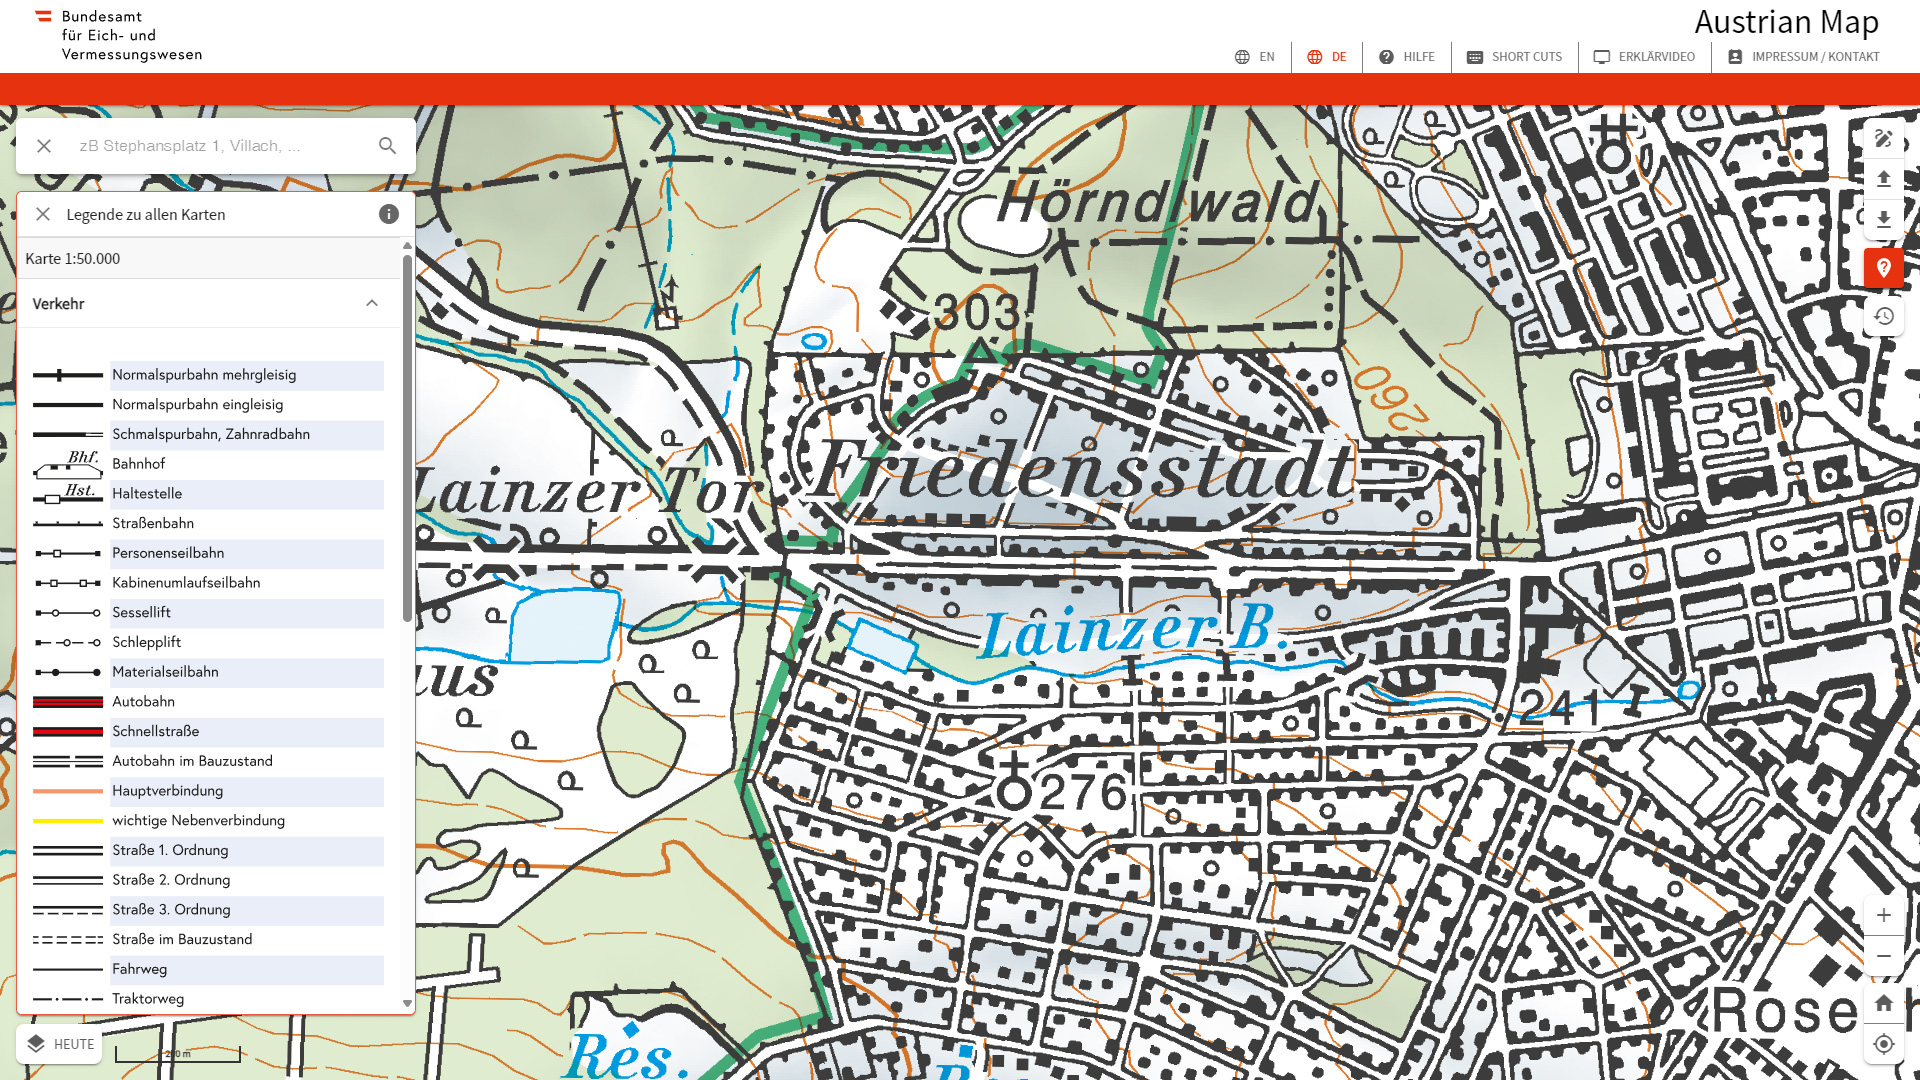 Bundesamt
für Eich- und
Vermessungswesen
Austrian Map
EN
DE
HILFE
SHORT CUTS
ERKLÄRVIDEO
IMPRESSUM / KONTAKT
zB Stephansplatz 1, Villach, ...
Legende zu allen Karten
Karte 1:50.000
Verkehr
Normalspurbahn mehrgleisig
Normalspurbahn eingleisig
Schmalspurbahn, Zahnradbahn
Bhf.
Bahnhof
Hst.
Haltestelle
Straßenbahn
Personenseilbahn
Kabinenumlaufseilbahn
Sessellift
Schlepplift
Materialseilbahn
Autobahn
Schnellstraße
Autobahn im Bauzustand
Hauptverbindung
wichtige Nebenverbindung
Straße 1. Ordnung
Straße 2. Ordnung
Straße 3. Ordnung
Straße im Bauzustand
Fahrweg
Traktorweg
HEUTE
200 m
Hörndlwald
303
260
Friedensstadt
Lainzer Tor
Lainzer B.
aus
241
276
Rose
Res.